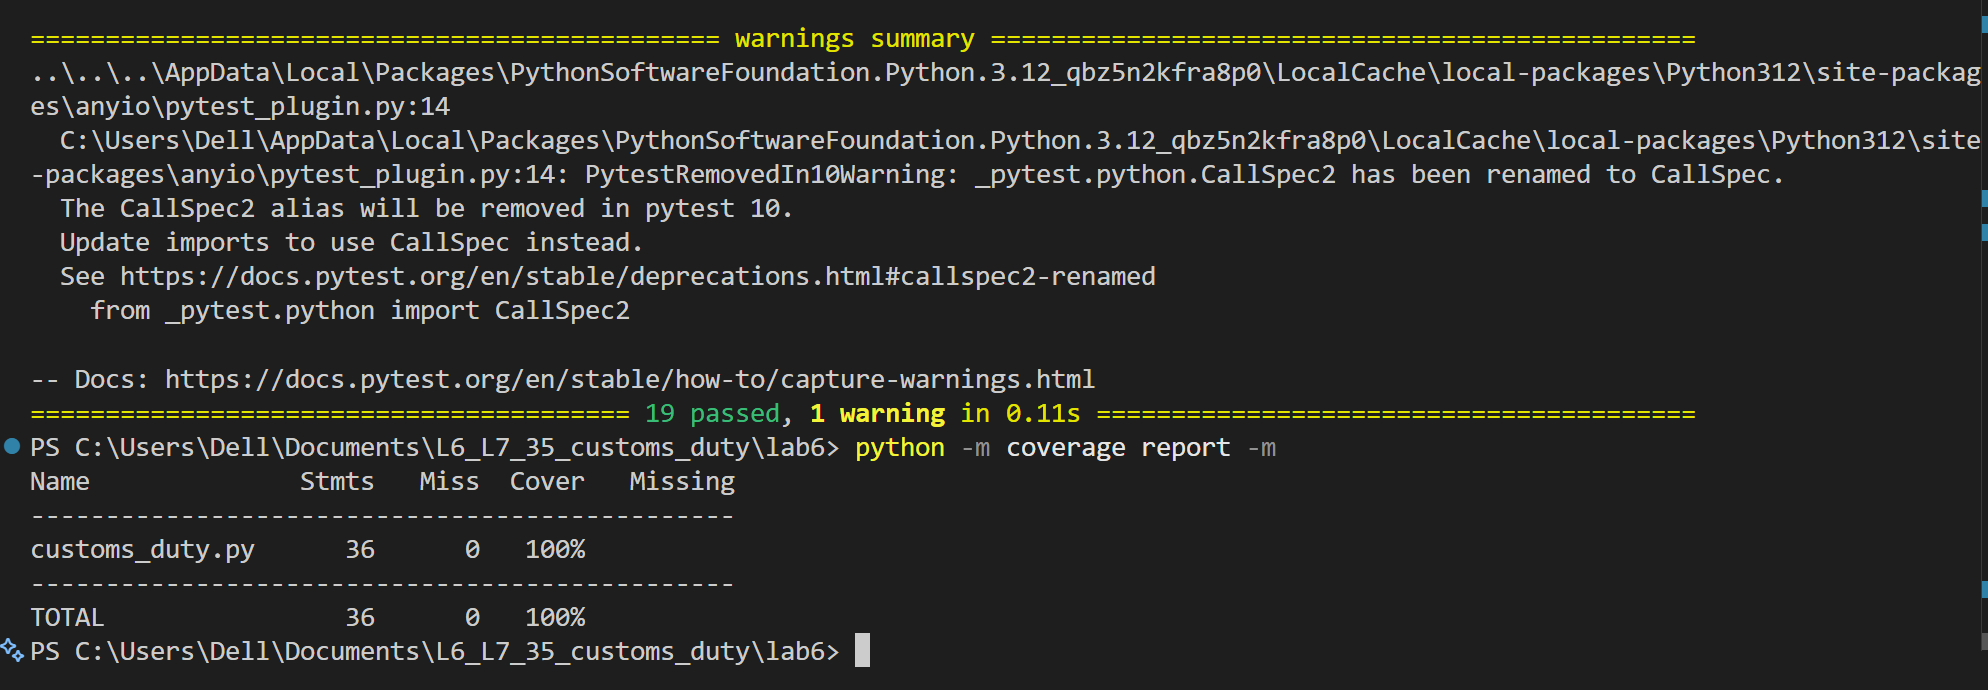 ============================================== warnings summary ===============================================
..\..\..\AppData\Local\Packages\PythonSoftwareFoundation.Python.3.12_qbz5n2kfra8p0\LocalCache\local-packages\Python312\site-packag
es\anyio\pytest_plugin.py:14
  C:\Users\Dell\AppData\Local\Packages\PythonSoftwareFoundation.Python.3.12_qbz5n2kfra8p0\LocalCache\local-packages\Python312\site
-packages\anyio\pytest_plugin.py:14: PytestRemovedIn10Warning: _pytest.python.CallSpec2 has been renamed to CallSpec.
  The CallSpec2 alias will be removed in pytest 10.
  Update imports to use CallSpec instead.
  See https://docs.pytest.org/en/stable/deprecations.html#callspec2-renamed
    from _pytest.python import CallSpec2

-- Docs: https://docs.pytest.org/en/stable/how-to/capture-warnings.html
======================================== 19 passed, 1 warning in 0.11s ========================================
PS C:\Users\Dell\Documents\L6_L7_35_customs_duty\lab6> python -m coverage report -m
Name              Stmts   Miss  Cover   Missing
-----------------------------------------------
customs_duty.py      36      0   100%
-----------------------------------------------
TOTAL                36      0   100%
PS C:\Users\Dell\Documents\L6_L7_35_customs_duty\lab6>